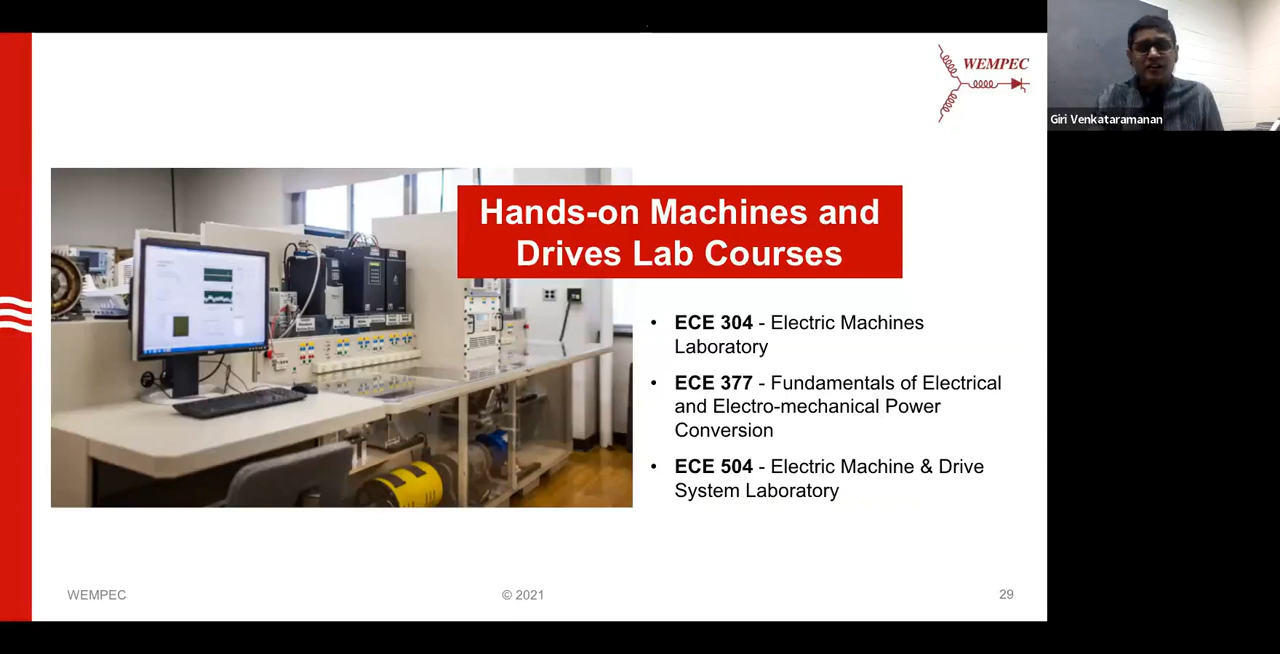 WEMPEC
Giri Venkataramanan
Hands-on Machines and
Drives Lab Courses
• ECE 304 - Electric Machines
Laboratory
• ECE 377 - Fundamentals of Electrical
and Electro-mechanical Power
Conversion
• ECE 504 - Electric Machine & Drive
System Laboratory
WEMPEC
© 2021
29